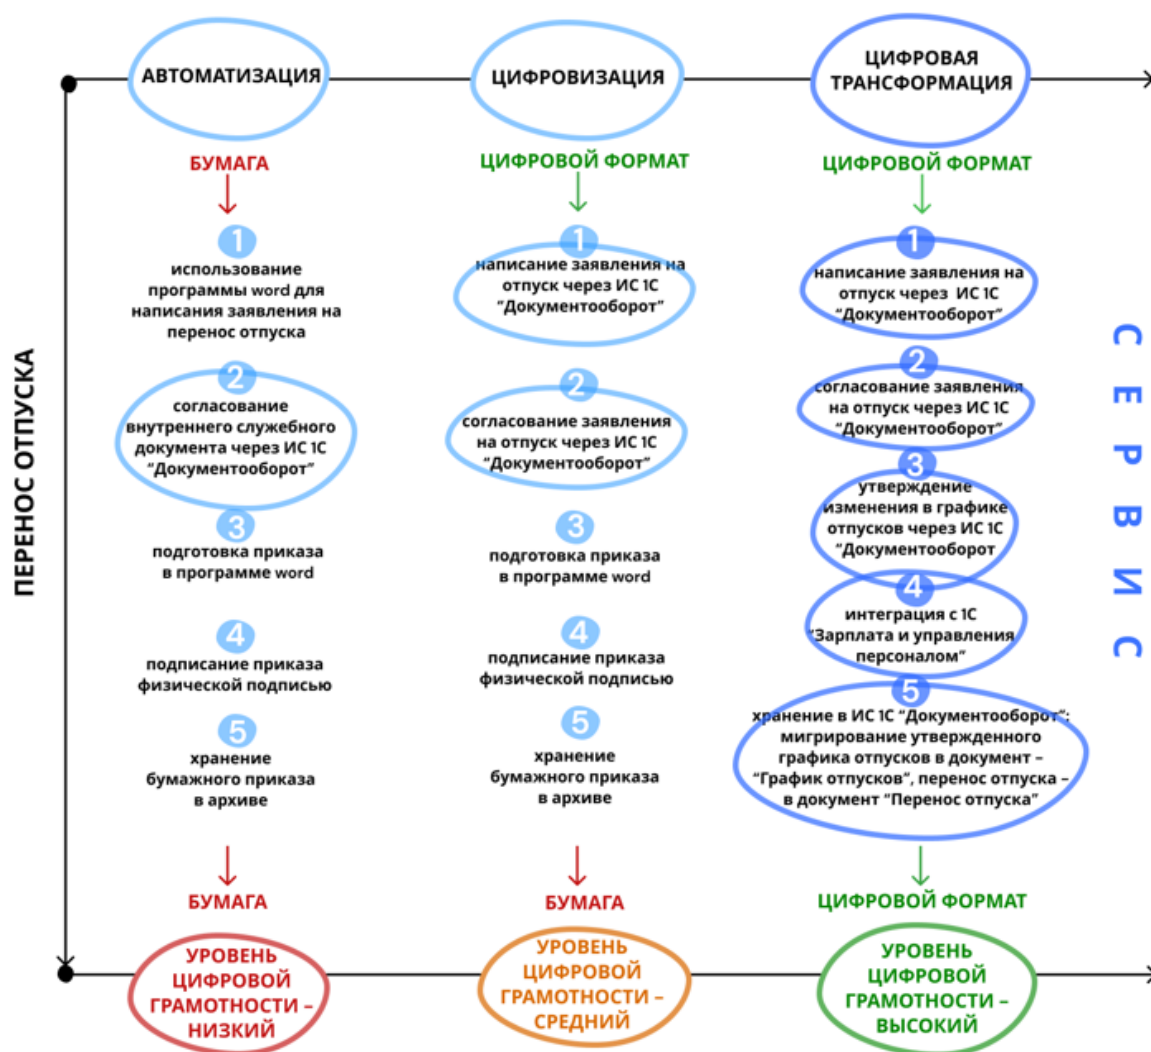 АВТОМАТИЗАЦИЯ
ЦИФРОВИЗАЦИЯ
ЦИФРОВАЯ
ТРАНСФОРМАЦИЯ
ПЕРЕНОС ОТПУСКА
БУМАГА
1
использование
программы word для
написания заявления на
перенос отпуска
2
согласование
внутреннего служебного
документа через ИС 1С
“Документооборот”
3
подготовка приказа
в программе word
4
подписание приказа
физической подписью
5
хранение
бумажного приказа
в архиве
БУМАГА
УРОВЕНЬ
ЦИФРОВОЙ
ГРАМОТНОСТИ –
НИЗКИЙ
ЦИФРОВОЙ ФОРМАТ
1
написание заявления на
отпуск через ИС 1С
“Документооборот”
2
согласование заявления
на отпуск через ИС 1С
“Документооборот”
3
подготовка приказа
в программе word
4
подписание приказа
физической подписью
5
хранение
бумажного приказа
в архиве
БУМАГА
УРОВЕНЬ
ЦИФРОВОЙ
ГРАМОТНОСТИ –
СРЕДНИЙ
ЦИФРОВОЙ ФОРМАТ
1
написание заявления на
отпуск через ИС 1С
“Документооборот”
2
согласование заявления
на отпуск через ИС 1С
“Документооборот”
3
утверждение
изменения в графике
отпусков через ИС 1С
“Документооборот
4
интеграция с 1С
“Зарплата и управления
персоналом”
5
хранение в ИС 1С “Документооборот”;
мигрирование утвержденного
графика отпусков в документ –
“График отпусков”, перенос отпуска –
в документ “Перенос отпуска”
ЦИФРОВОЙ ФОРМАТ
УРОВЕНЬ
ЦИФРОВОЙ
ГРАМОТНОСТИ –
ВЫСОКИЙ
СЕРВИС